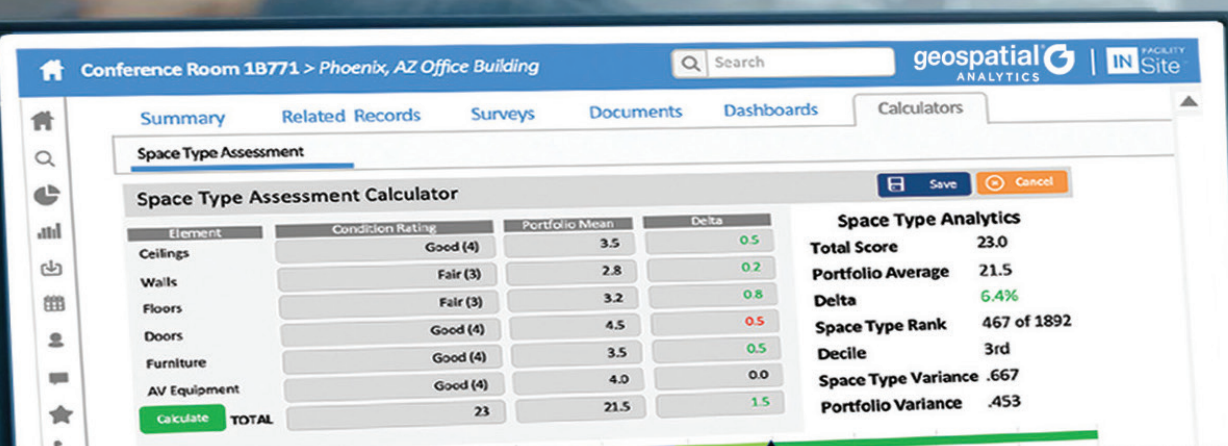 Conference Room 1B771 > Phoenix, AZ Office Building Search geospatial G ANALYTICS | IN FACILITY Site
Summary Related Records Surveys Documents Dashboards Calculators
Space Type Assessment
Space Type Assessment Calculator Save Cancel
Element Condition Rating Portfolio Mean Delta
Ceilings Good (4) 3.5 0.5
Walls Fair (3) 2.8 0.2
Floors Fair (3) 3.2 0.8
Doors Good (4) 4.5 0.5
Furniture Good (4) 3.5 0.5
AV Equipment Good (4) 4.0 0.0
Calculate TOTAL 23 21.5 1.5
Space Type Analytics
Total Score 23.0
Portfolio Average 21.5
Delta 6.4%
Space Type Rank 467 of 1892
Decile 3rd
Space Type Variance .667
Portfolio Variance .453